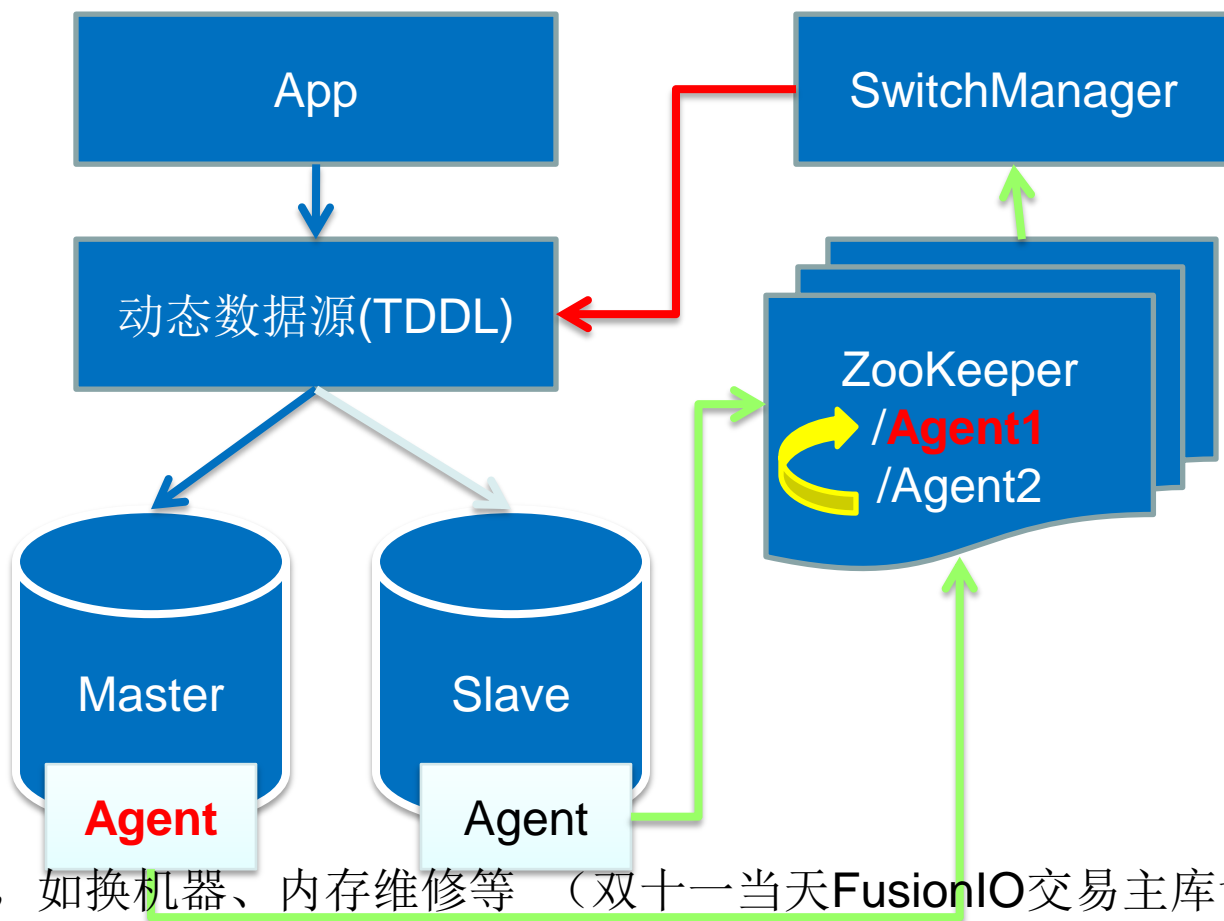 App
SwitchManager
动态数据源(TDDL)
ZooKeeper
/Agent1
/Agent2
Master
Slave
Agent
Agent
如换机器、内存维修等 （双十一当天FusionIO交易主库